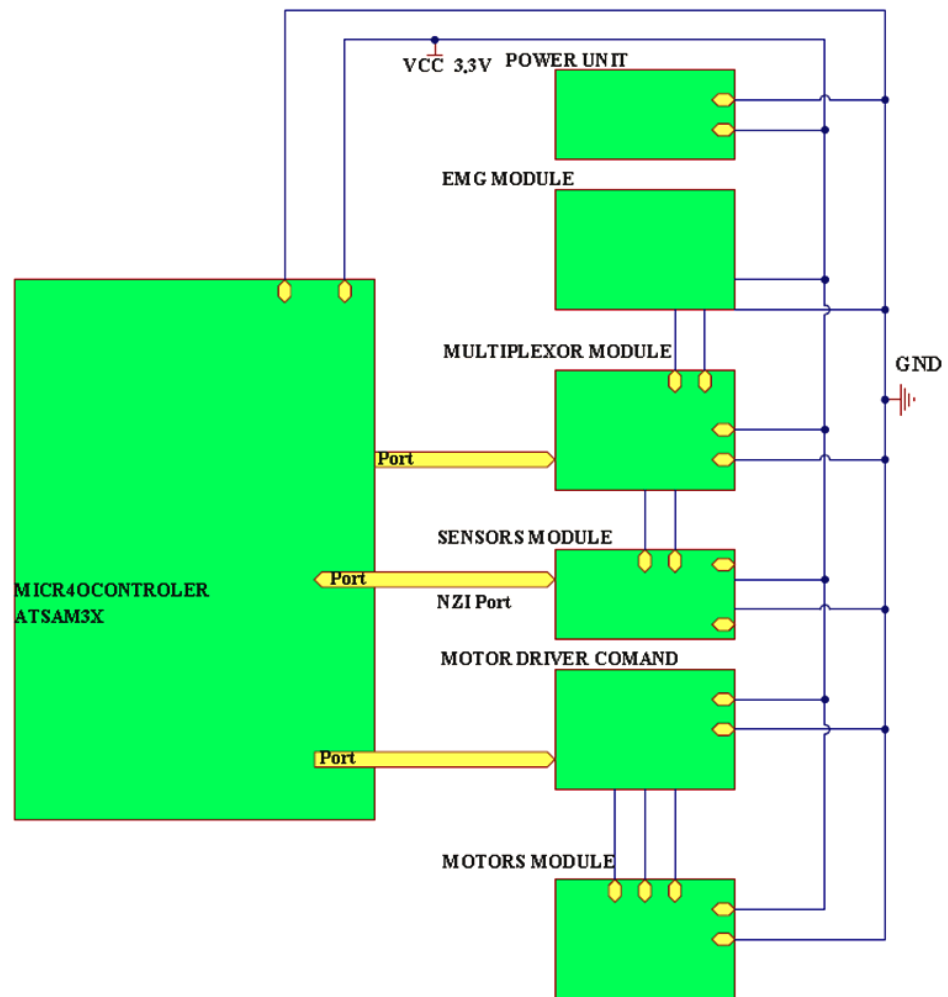 VCC 3.3V
POWER UNIT
EMG MODULE
MULTIPLEXOR MODULE
GND
Port
SENSORS MODULE
Port
NZI Port
MICR4OCONTROLER
ATSAM3X
MOTOR DRIVER COMAND
Port
MOTORS MODULE